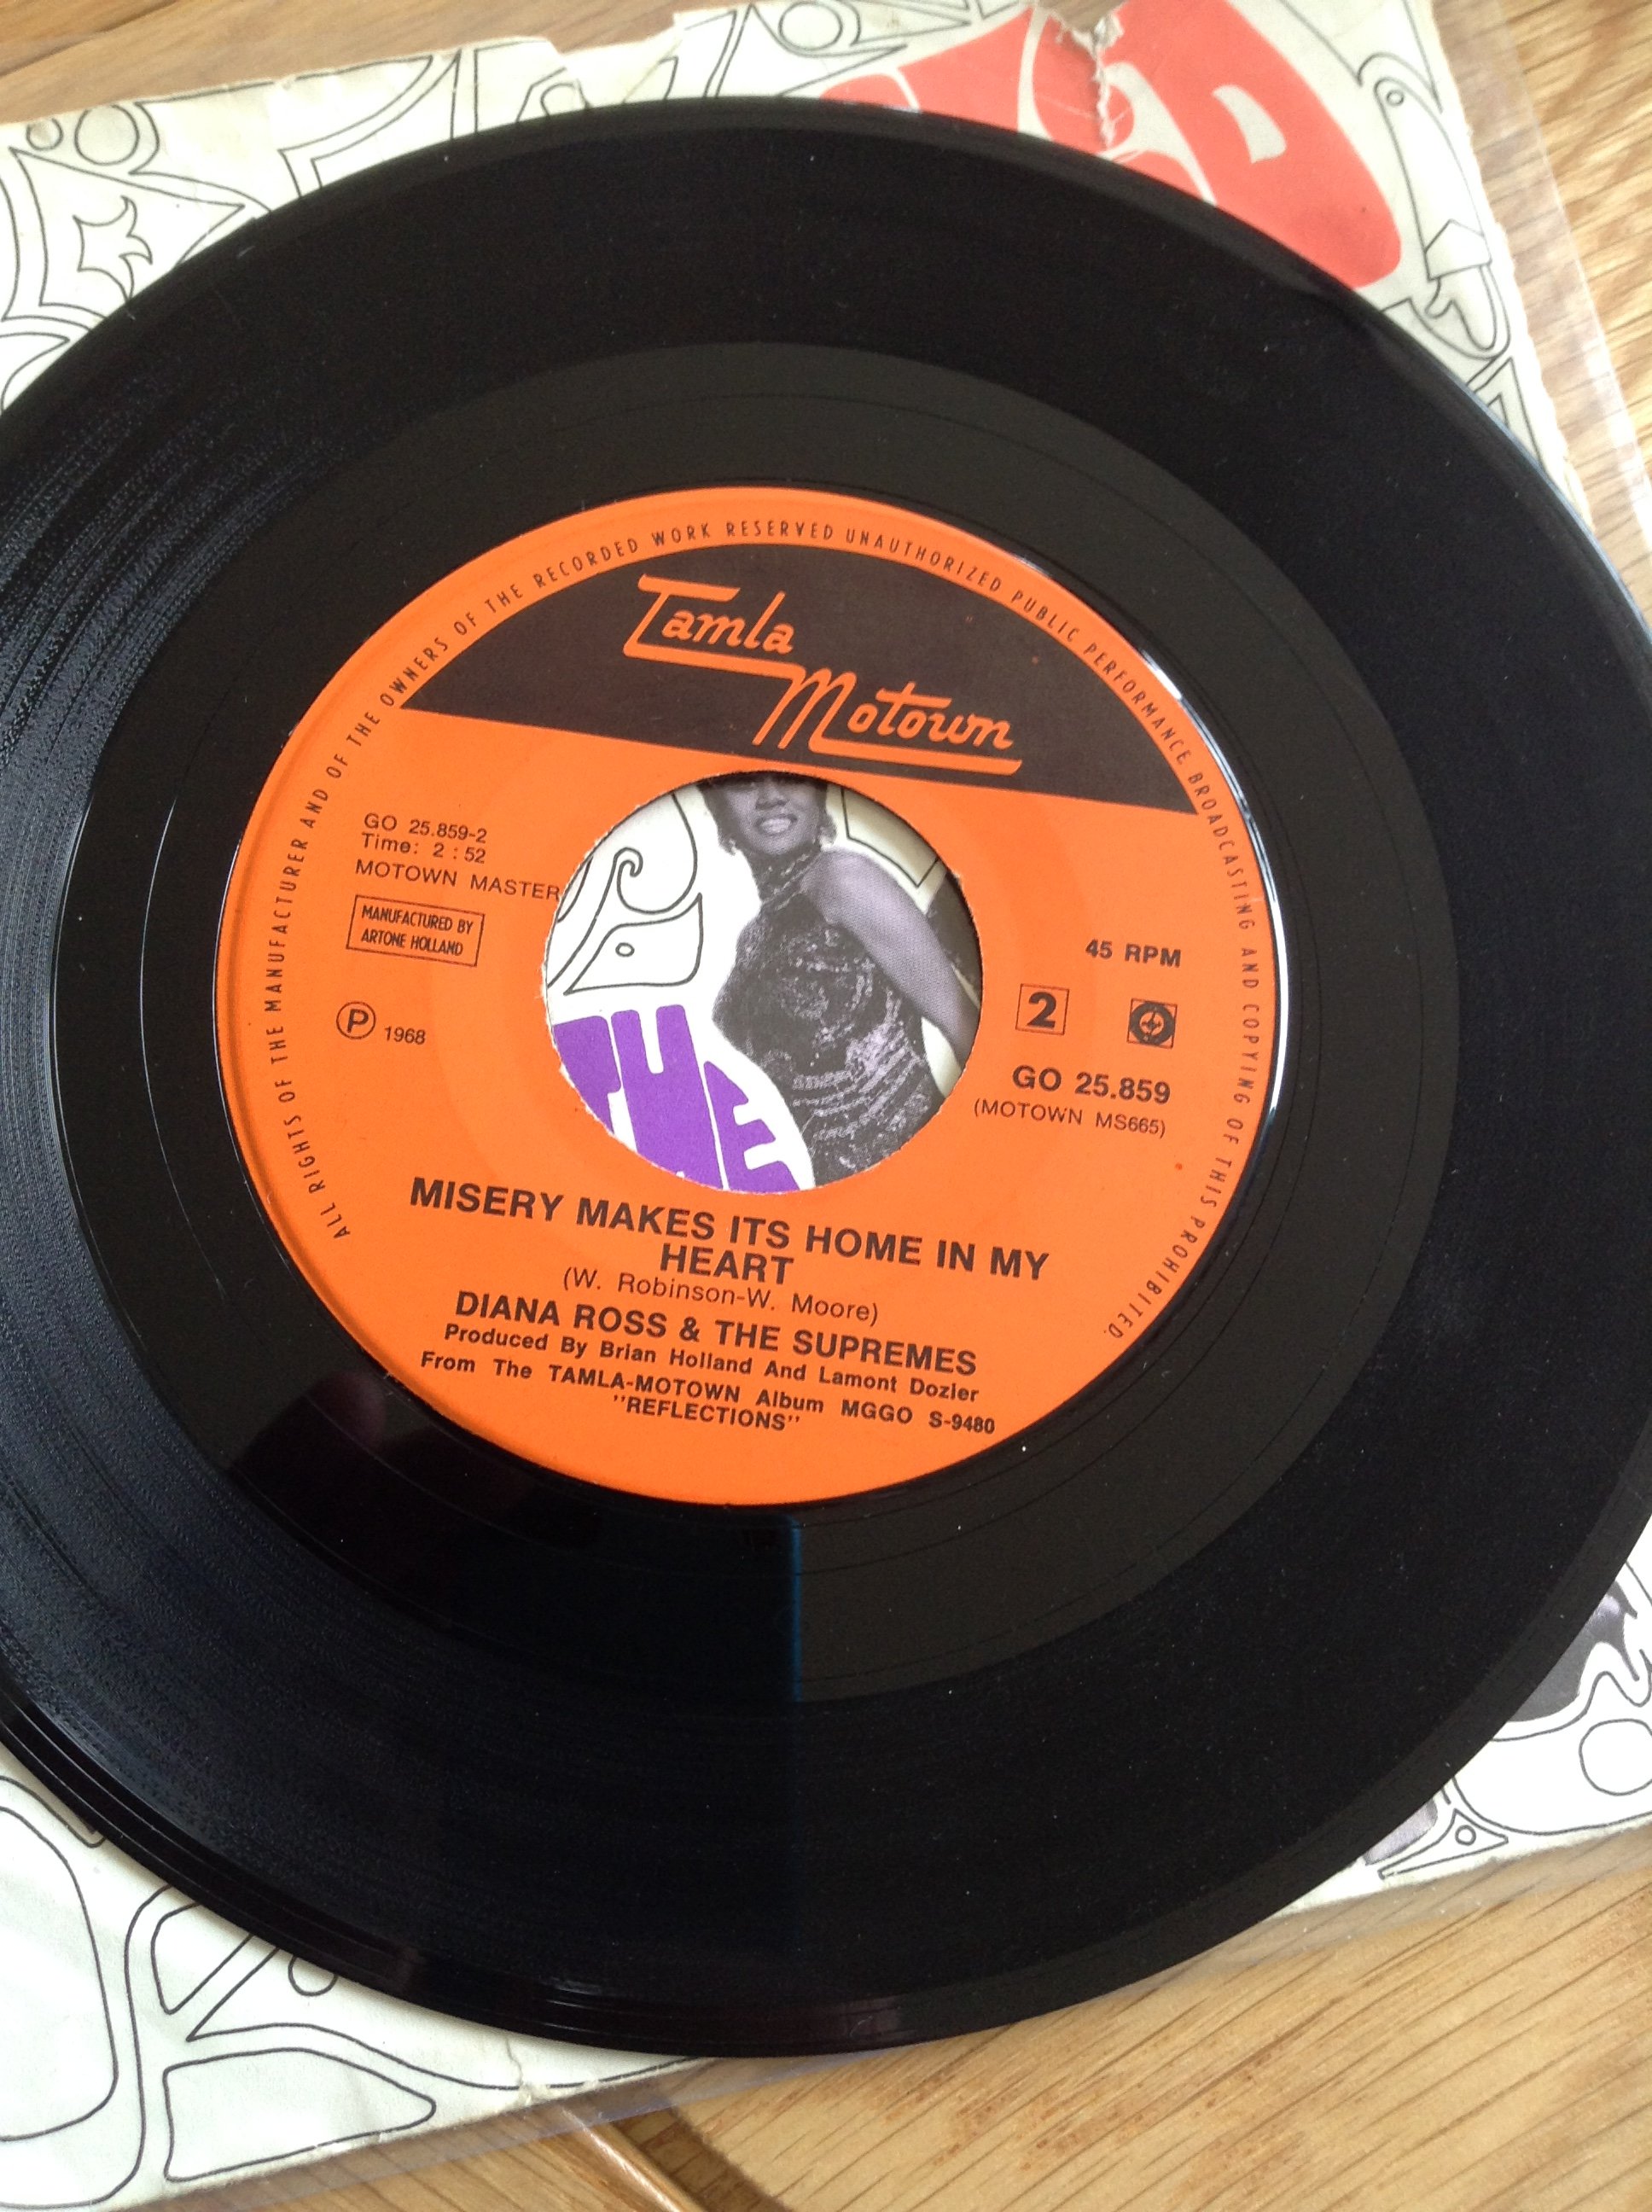 ALL RIGHTS OF THE MANUFACTURER AND OF THE OWNERS OF THE RECORDED WORK RESERVED UNAUTHORIZED PUBLIC PERFORMANCE BROADCASTING AND COPYING OF THIS PROHIBITED.
Tamla
Motown
GO 25.859-2
Time: 2 : 52
MOTOWN MASTER
MANUFACTURED BY
ARTONE HOLLAND
P 1968
45 RPM
2
GO 25.859
(MOTOWN MS665)
THE
MISERY MAKES ITS HOME IN MY
HEART
(W. Robinson-W. Moore)
DIANA ROSS & THE SUPREMES
Produced By Brian Holland And Lamont Dozier
From The TAMLA-MOTOWN Album MGGO S-9480
"REFLECTIONS"